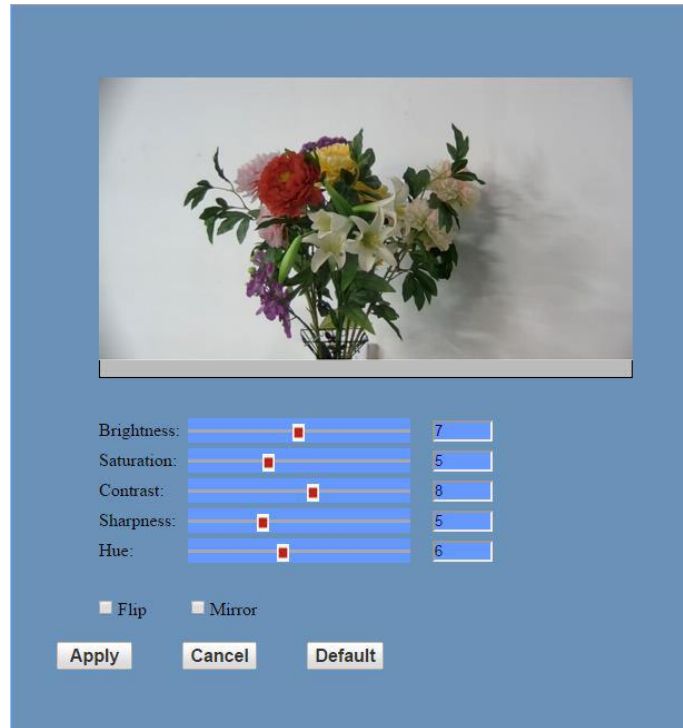 Brightness: 7
Saturation: 5
Contrast: 8
Sharpness: 5
Hue: 6
Flip Mirror
Apply Cancel Default